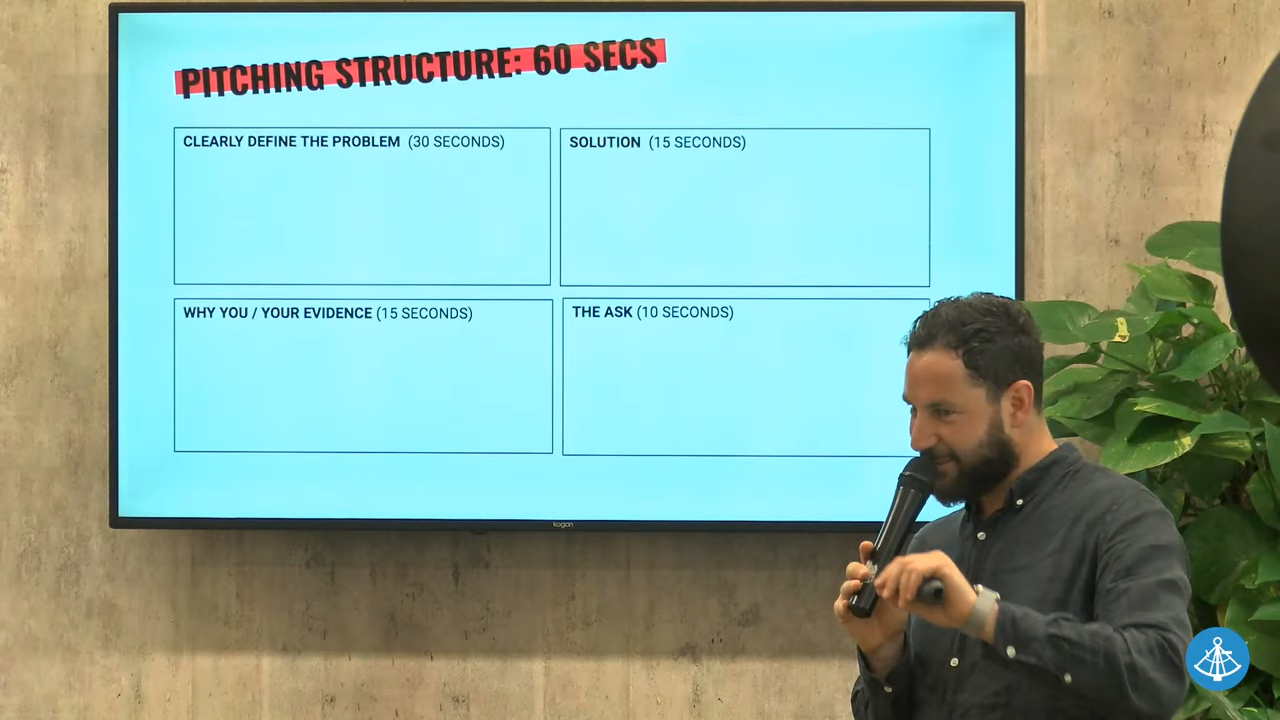 PITCHING STRUCTURE: 60 SECS
CLEARLY DEFINE THE PROBLEM (30 SECONDS)
SOLUTION (15 SECONDS)
WHY YOU / YOUR EVIDENCE (15 SECONDS)
THE ASK (10 SECONDS)
kogan